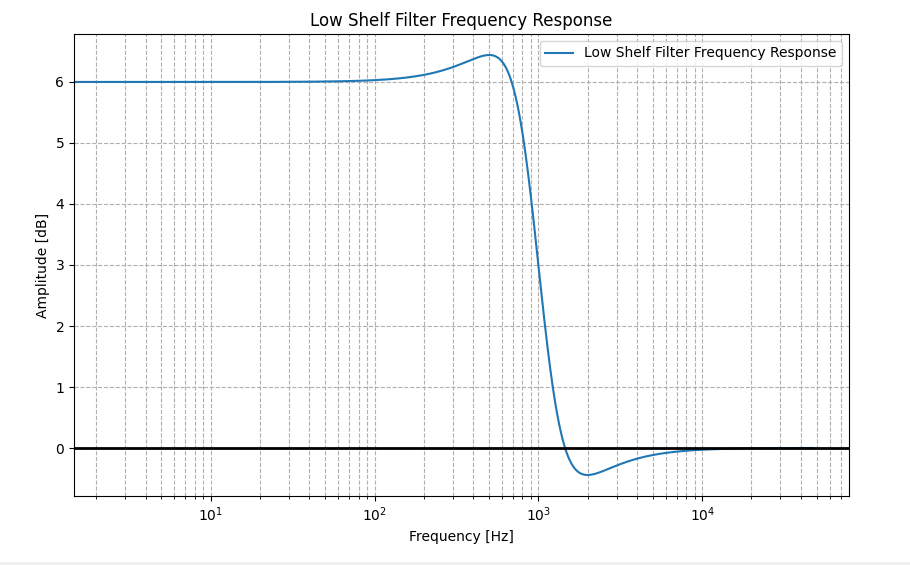 Low Shelf Filter Frequency Response
Low Shelf Filter Frequency Response
6
5
4
3
2
1
0
Amplitude [dB]
10¹ 10² 10³ 10⁴
Frequency [Hz]